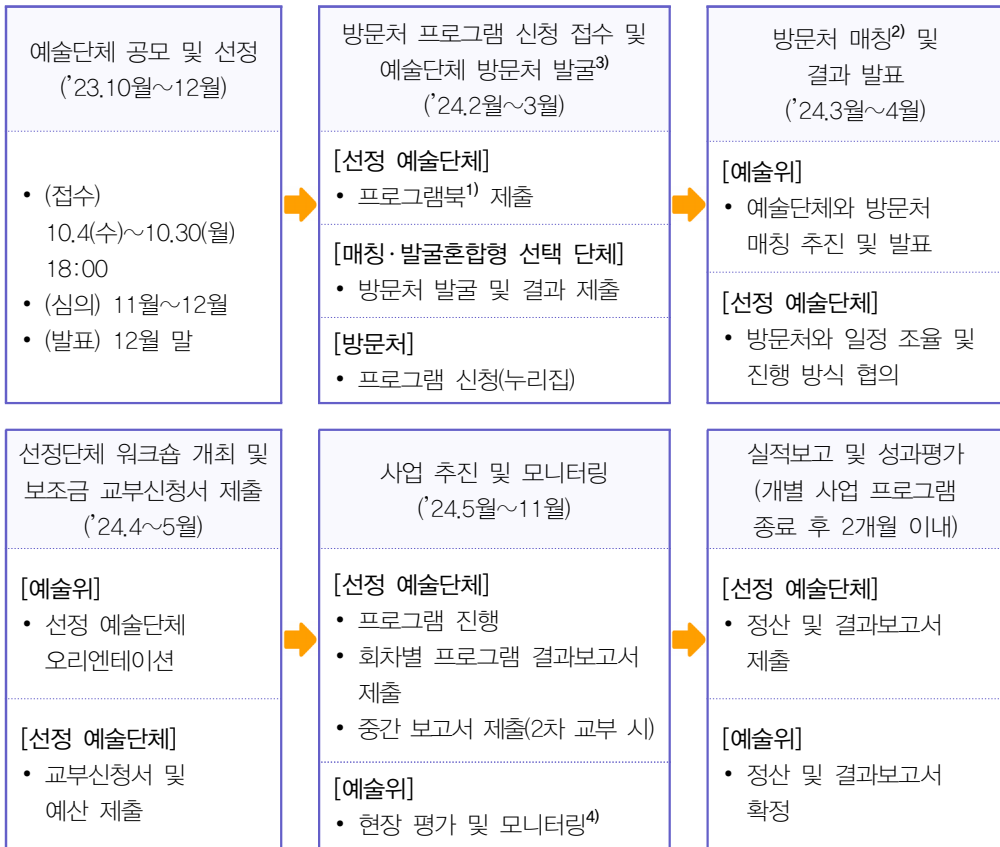 예술단체 공모 및 선정
('23.10월~12월)
• (접수)
10.4(수)~10.30(월)
18:00
• (심의) 11월~12월
• (발표) 12월 말
방문처 프로그램 신청 접수 및
예술단체 방문처 발굴3)
('24.2월~3월)
[선정 예술단체]
• 프로그램북1) 제출
[매칭·발굴혼합형 선택 단체]
• 방문처 발굴 및 결과 제출
[방문처]
• 프로그램 신청(누리집)
방문처 매칭2) 및
결과 발표
('24.3월~4월)
[예술위]
• 예술단체와 방문처
매칭 추진 및 발표
[선정 예술단체]
• 방문처와 일정 조율 및
진행 방식 협의
선정단체 워크숍 개최 및
보조금 교부신청서 제출
('24.4~5월)
[예술위]
• 선정 예술단체
오리엔테이션
[선정 예술단체]
• 교부신청서 및
예산 제출
사업 추진 및 모니터링
('24.5월~11월)
[선정 예술단체]
• 프로그램 진행
• 회차별 프로그램 결과보고서
제출
• 중간 보고서 제출(2차 교부 시)
[예술위]
• 현장 평가 및 모니터링4)
실적보고 및 성과평가
(개별 사업 프로그램
종료 후 2개월 이내)
[선정 예술단체]
• 정산 및 결과보고서
제출
[예술위]
• 정산 및 결과보고서
확정